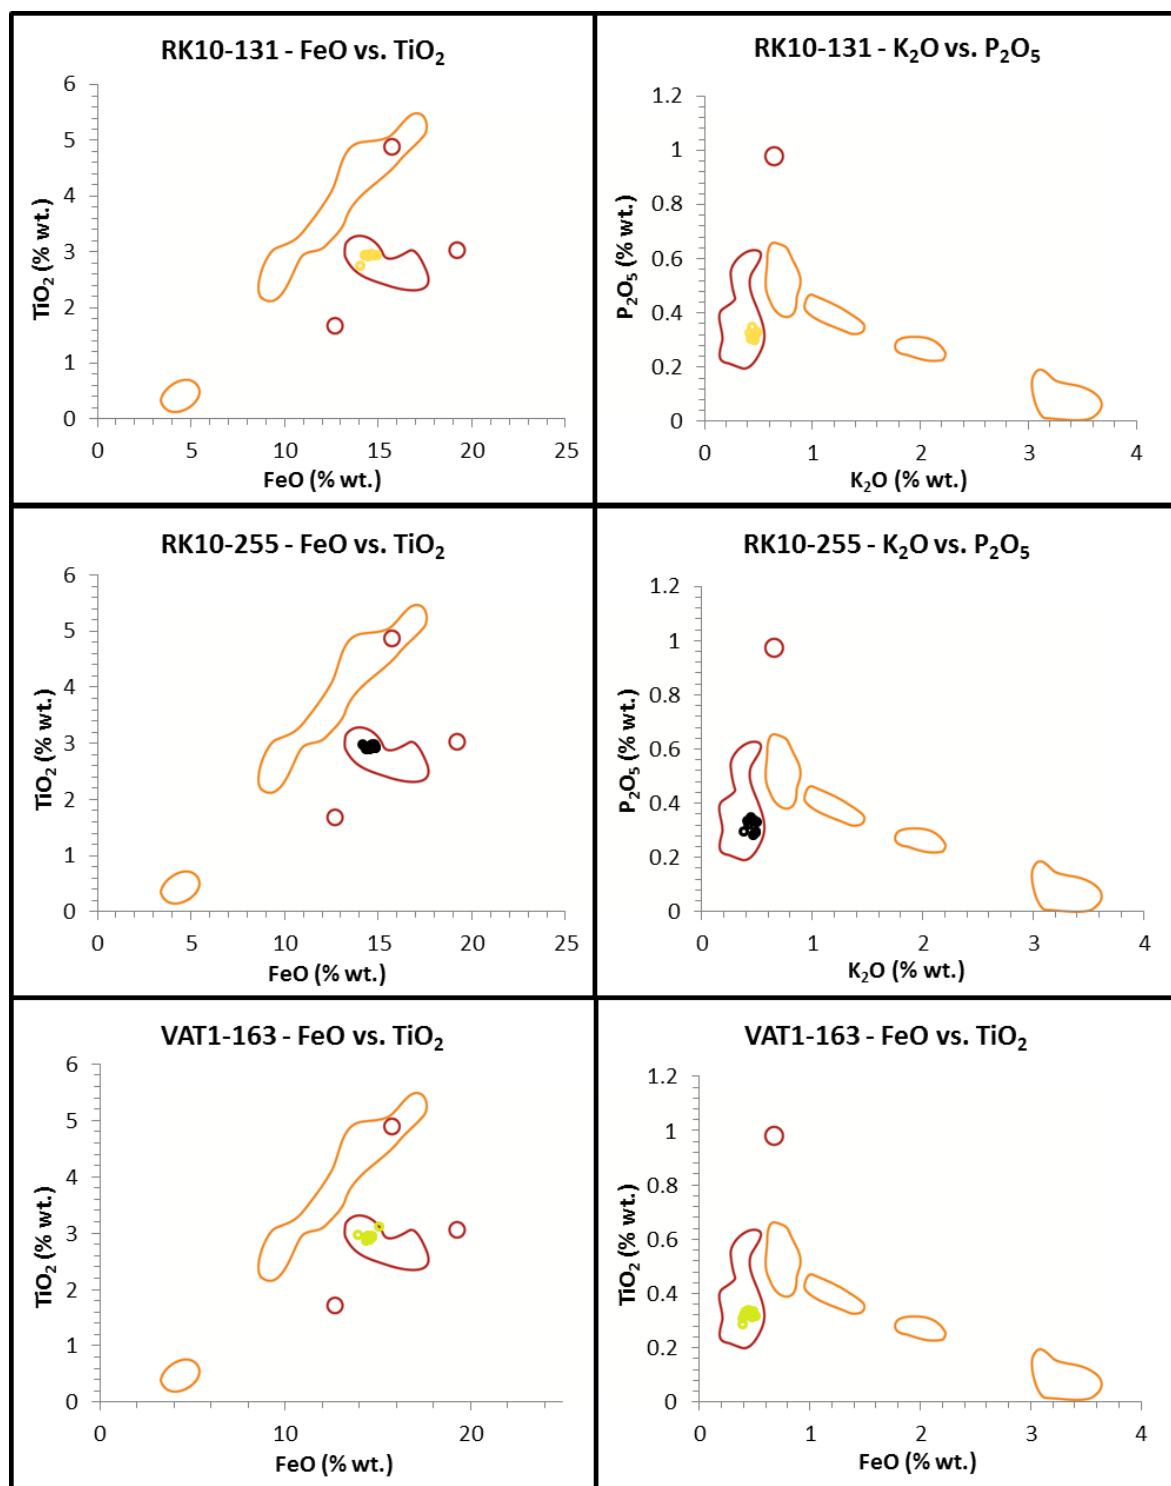 RK10-131 - FeO vs. TiO₂
6
5
4
3
2
1
0
TiO₂ (% wt.)
0 5 10 15 20 25
FeO (% wt.)
RK10-131 - K₂O vs. P₂O₅
1.2
1
0.8
0.6
0.4
0.2
0
P₂O₅ (% wt.)
0 1 2 3 4
K₂O (% wt.)
RK10-255 - FeO vs. TiO₂
6
5
4
3
2
1
0
TiO₂ (% wt.)
0 5 10 15 20 25
FeO (% wt.)
RK10-255 - K₂O vs. P₂O₅
1.2
1
0.8
0.6
0.4
0.2
0
P₂O₅ (% wt.)
0 1 2 3 4
K₂O (% wt.)
VAT1-163 - FeO vs. TiO₂
6
5
4
3
2
1
0
TiO₂ (% wt.)
0 10 20
FeO (% wt.)
VAT1-163 - FeO vs. TiO₂
1.2
1
0.8
0.6
0.4
0.2
0
TiO₂ (% wt.)
0 1 2 3 4
FeO (% wt.)